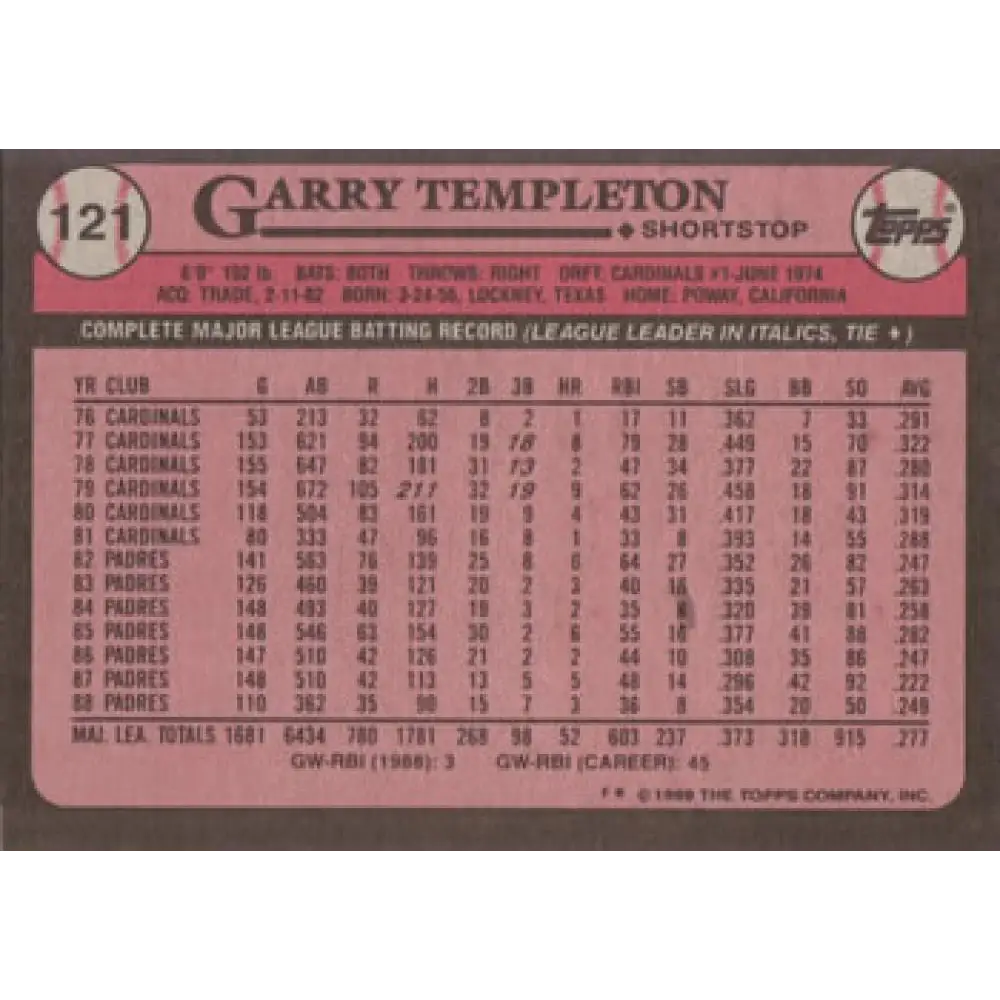 121
GARRY TEMPLETON
SHORTSTOP
TOPPS®
6'0" 192 lb BATS: BOTH THROWS: RIGHT DRFT: CARDINALS #1-JUNE 1974
ACQ: TRADE, 2-11-82 BORN: 3-24-56, LOCKNEY, TEXAS HOME: POWAY, CALIFORNIA
COMPLETE MAJOR LEAGUE BATTING RECORD (LEAGUE LEADER IN ITALICS, TIE ♦)
YR CLUB G AB R H 2B 3B HR RBI SB SLG BB SO AVG
76 CARDINALS 53 213 32 62 8 2 1 17 11 .362 7 33 .291
77 CARDINALS 153 621 94 200 19 18 8 79 28 .449 15 70 .322
78 CARDINALS 155 647 82 181 31 13 2 47 34 .377 22 87 .280
79 CARDINALS 154 672 105 211 32 19 9 62 26 .458 18 91 .314
80 CARDINALS 118 504 83 161 19 9 4 43 31 .417 18 43 .319
81 CARDINALS 80 333 47 96 16 8 1 33 8 .393 14 55 .288
82 PADRES 141 563 76 139 25 8 6 64 27 .352 26 82 .247
83 PADRES 126 460 39 121 20 2 3 40 16 .335 21 57 .263
84 PADRES 148 493 40 127 19 3 2 35 8 .320 39 81 .258
85 PADRES 148 546 63 154 30 2 6 55 16 .377 41 88 .282
86 PADRES 147 510 42 126 21 2 2 44 10 .308 35 86 .247
87 PADRES 148 510 42 113 13 5 5 48 14 .296 42 92 .222
88 PADRES 110 362 35 90 15 7 3 36 8 .354 20 50 .249
MAJ. LEA. TOTALS 1681 6434 780 1781 268 98 52 603 237 .373 318 915 .277
GW-RBI (1988): 3 GW-RBI (CAREER): 45
F * © 1989 THE TOPPS COMPANY, INC.